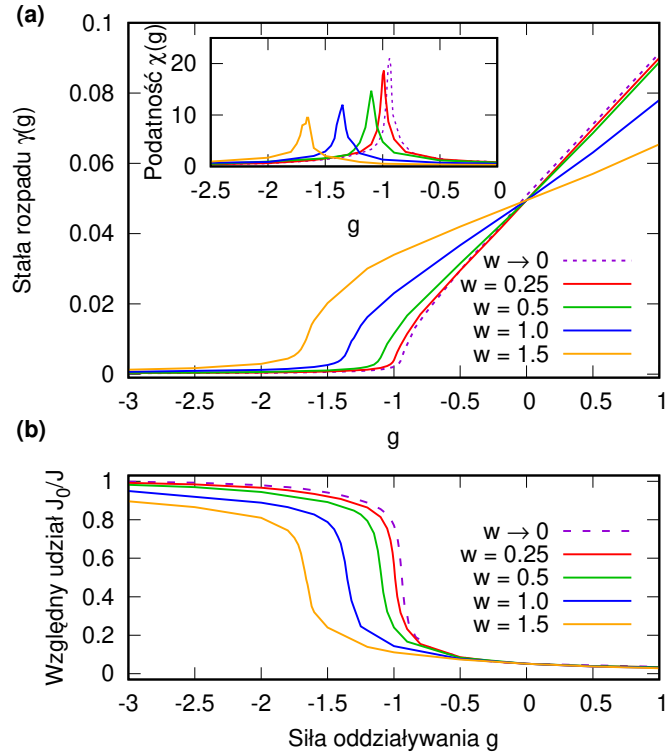 (a)
Stała rozpadu γ(g)
0.1
0.08
0.06
0.04
0.02
0
Podatność χ(g)
20
10
0
-2.5 -2 -1.5 -1 -0.5 0
g
w → 0
w = 0.25
w = 0.5
w = 1.0
w = 1.5
-3 -2.5 -2 -1.5 -1 -0.5 0 0.5 1
g
(b)
Względny udział J₀/J
1
0.8
0.6
0.4
0.2
0
w → 0
w = 0.25
w = 0.5
w = 1.0
w = 1.5
-3 -2.5 -2 -1.5 -1 -0.5 0 0.5 1
Siła oddziaływania g